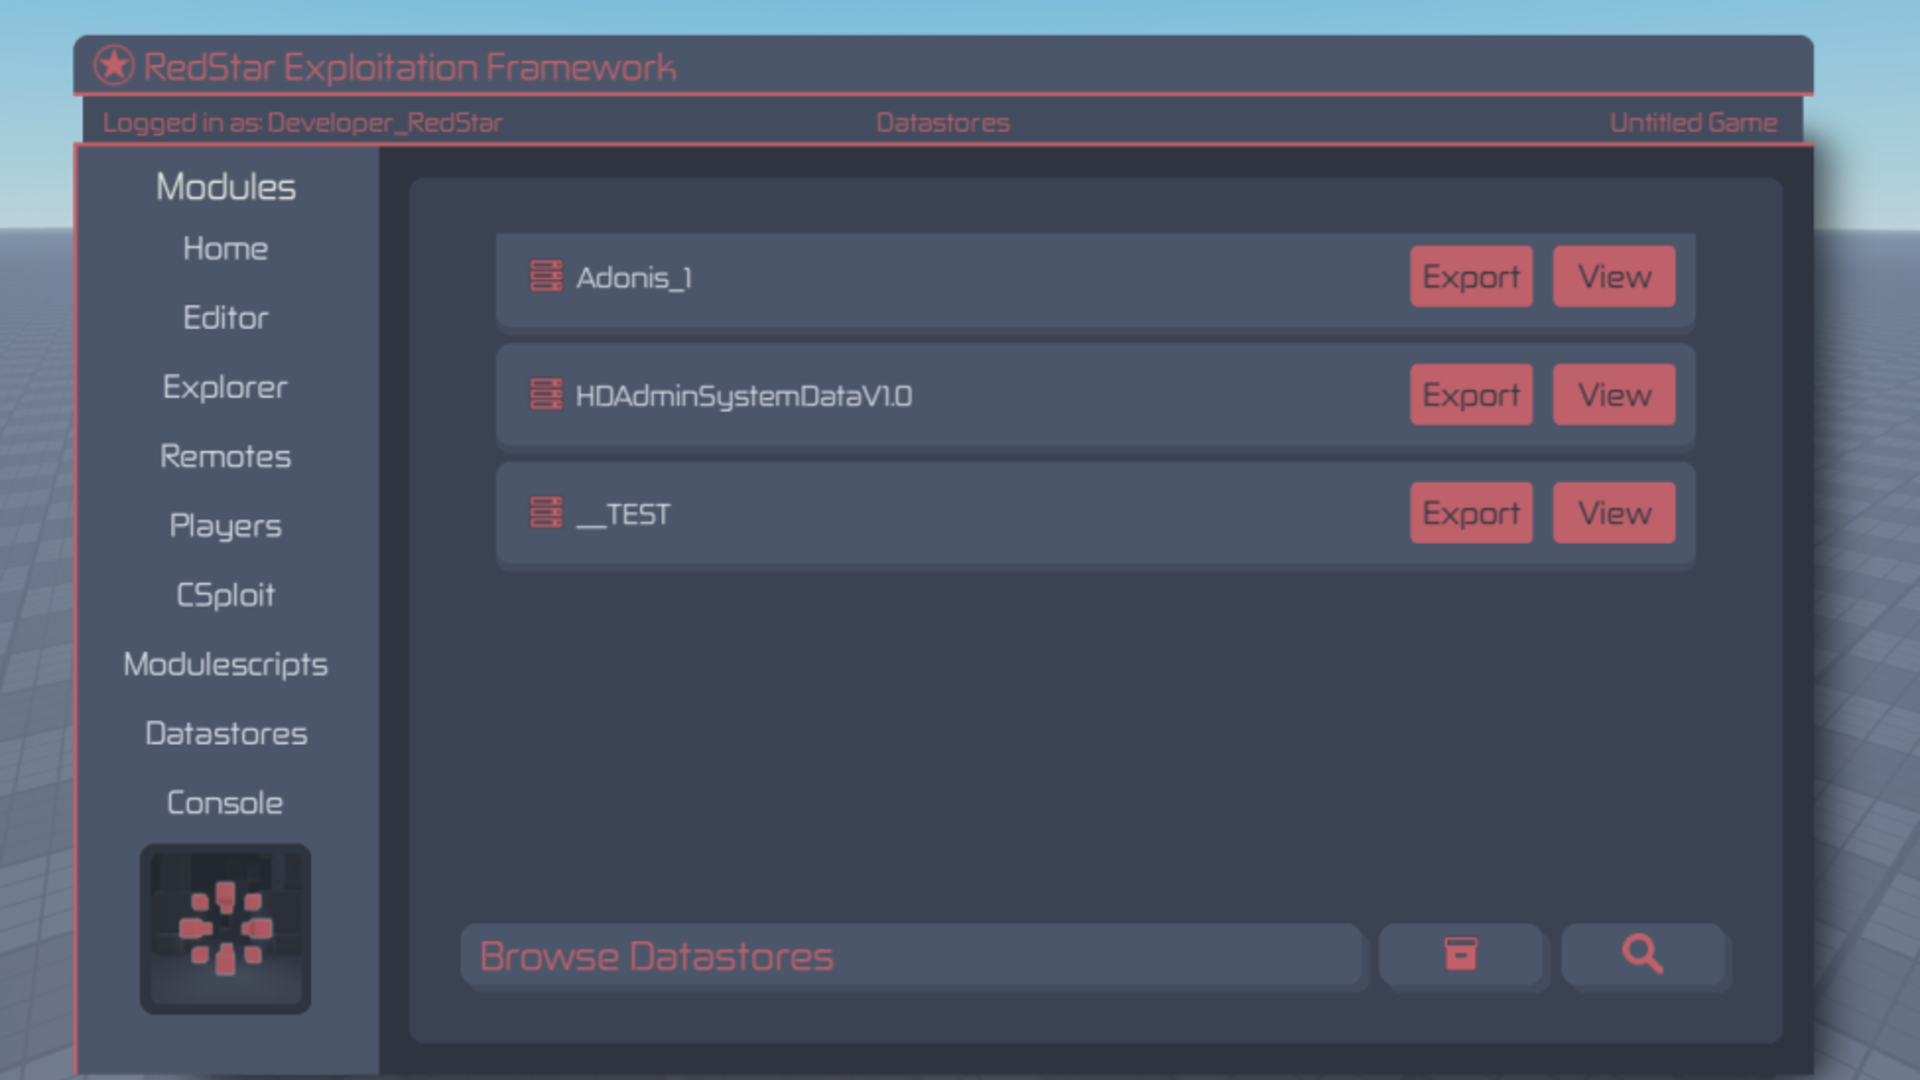 RedStar Exploitation Framework
Logged in as: Developer_RedStar
Datastores
Untitled Game
Modules
Home
Editor
Explorer
Remotes
Players
CSploit
Modulescripts
Datastores
Console
Adonis_1
Export
View
HDAdminSystemDataV1.0
Export
View
__TEST
Export
View
Browse Datastores